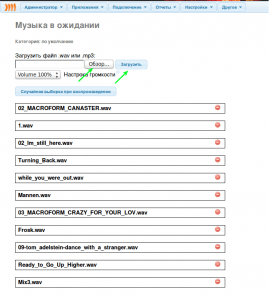 Администратор Приложения Подключения Отчеты Настройки Другое
Музыка в ожидании
Категория: по умолчанию
Загрузить файл .wav или .mp3:
Обзор... Загрузить
Volume 100% Настройка громкости
Случайная выборка при воспроизведении
02_MACROFORM_CANASTER.wav
1.wav
02_Im_still_here.wav
Turning_Back.wav
while_you_were_out.wav
Mannen.wav
03_MACROFORM_CRAZY_FOR_YOUR_LOV.wav
Frosk.wav
09-tom_adelstein-dance_with_a_stranger.wav
Ready_to_Go_Up_Higher.wav
Mix3.wav